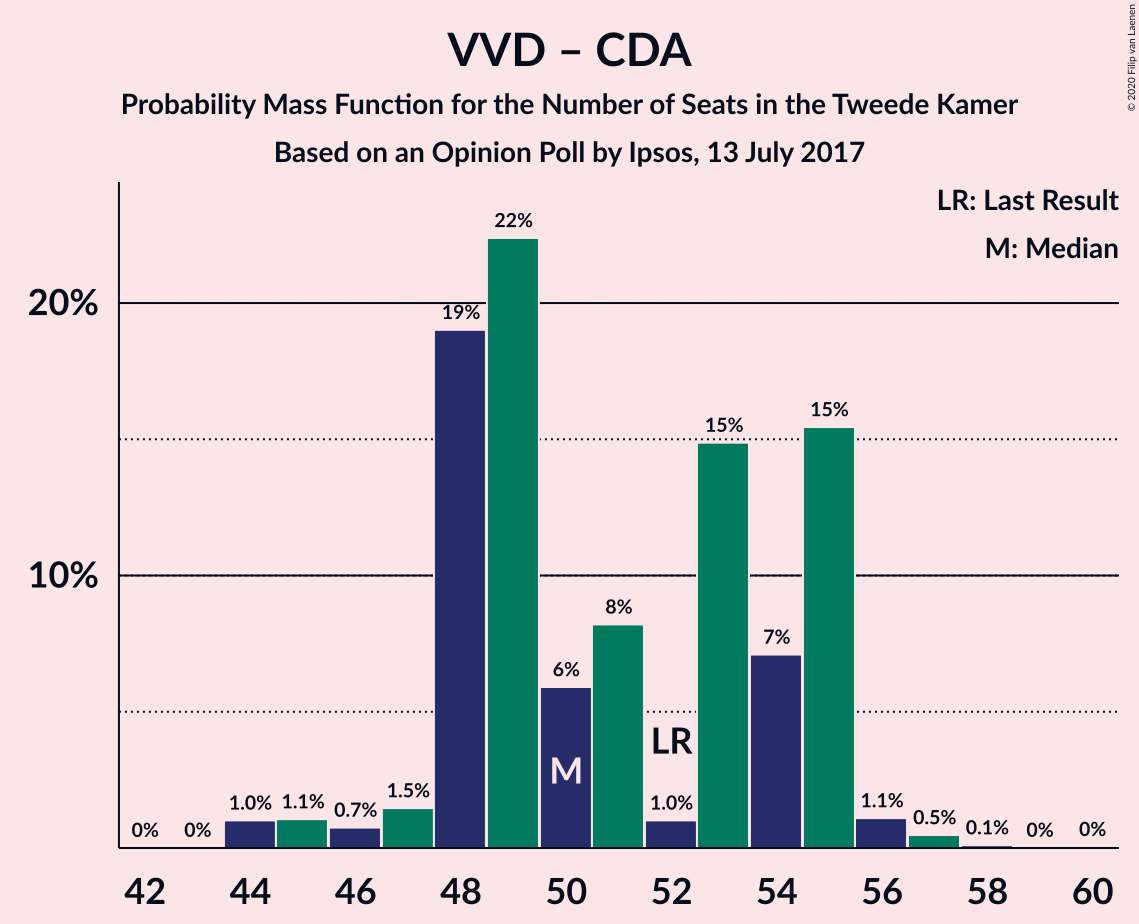 VVD – CDA
Probability Mass Function for the Number of Seats in the Tweede Kamer
Based on an Opinion Poll by Ipsos, 13 July 2017
© 2020 Filip van Laenen
LR: Last Result
M: Median
20%
10%
0%
0%
1.0%
1.1%
0.7%
1.5%
19%
22%
6%
8%
1.0%
15%
7%
15%
1.1%
0.5%
0.1%
0%
0%
M
LR
42 44 46 48 50 52 54 56 58 60